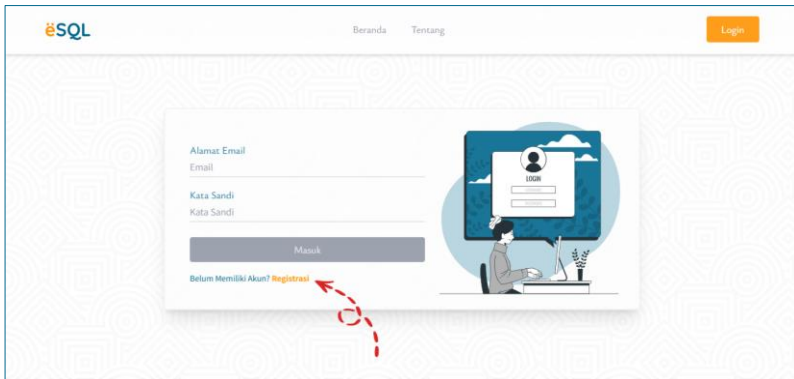 ëSQL
Beranda Tentang
Login
Alamat Email
Email
Kata Sandi
Kata Sandi
Masuk
Belum Memiliki Akun? Registrasi
LOGIN